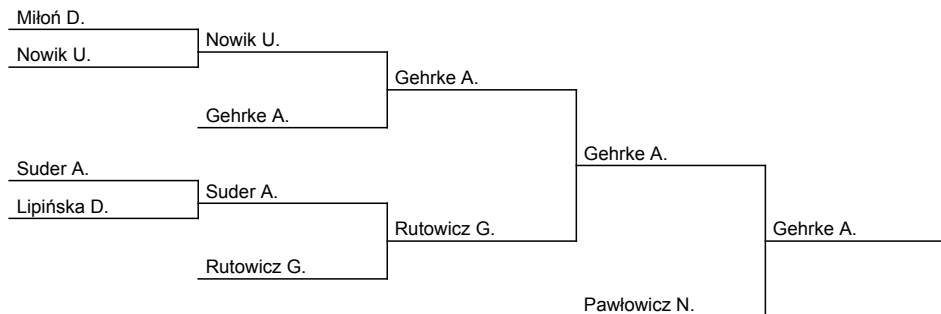 Miłoń D.
Nowik U.
Nowik U.
Gehrke A.
Gehrke A.
Gehrke A.
Suder A.
Suder A.
Lipińska D.
Rutowicz G.
Gehrke A.
Rutowicz G.
Pawłowicz N.